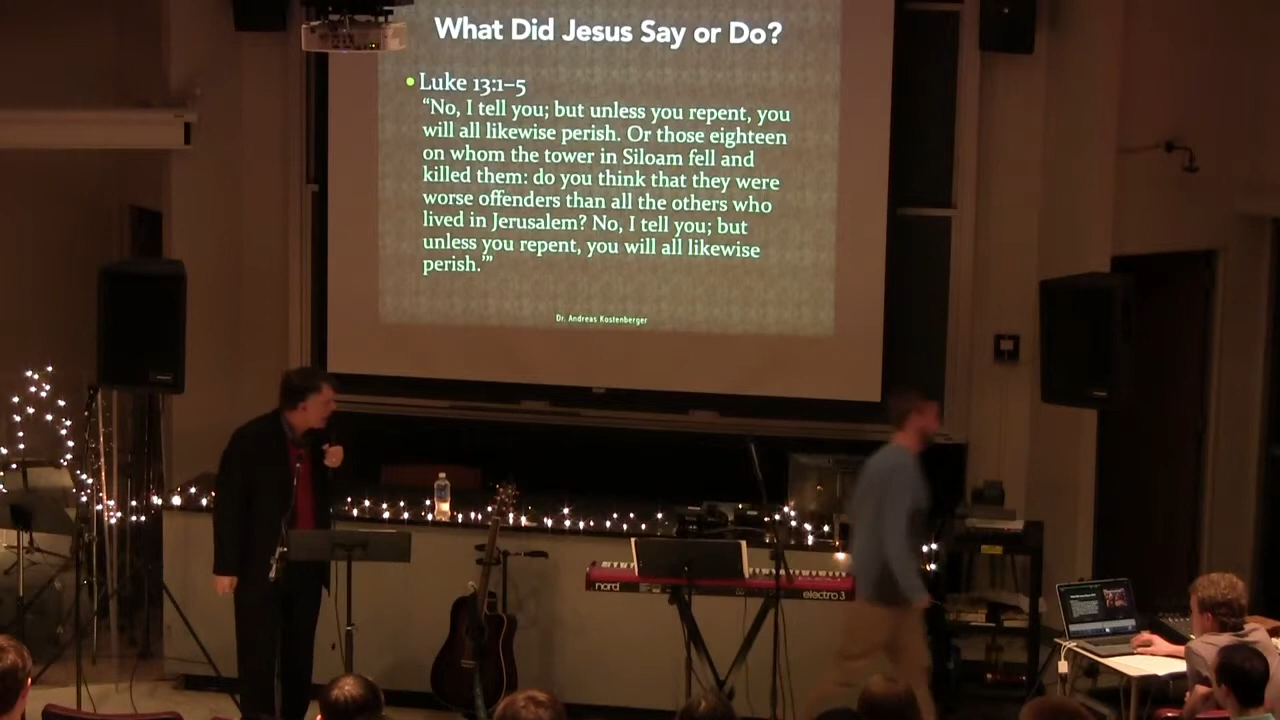 What Did Jesus Say or Do?
Luke 13:1–5
“No, I tell you; but unless you repent, you
will all likewise perish. Or those eighteen
on whom the tower in Siloam fell and
killed them: do you think that they were
worse offenders than all the others who
lived in Jerusalem? No, I tell you; but
unless you repent, you will all likewise
perish.’”
Dr. Andreas Kostenberger
nord
electro 3